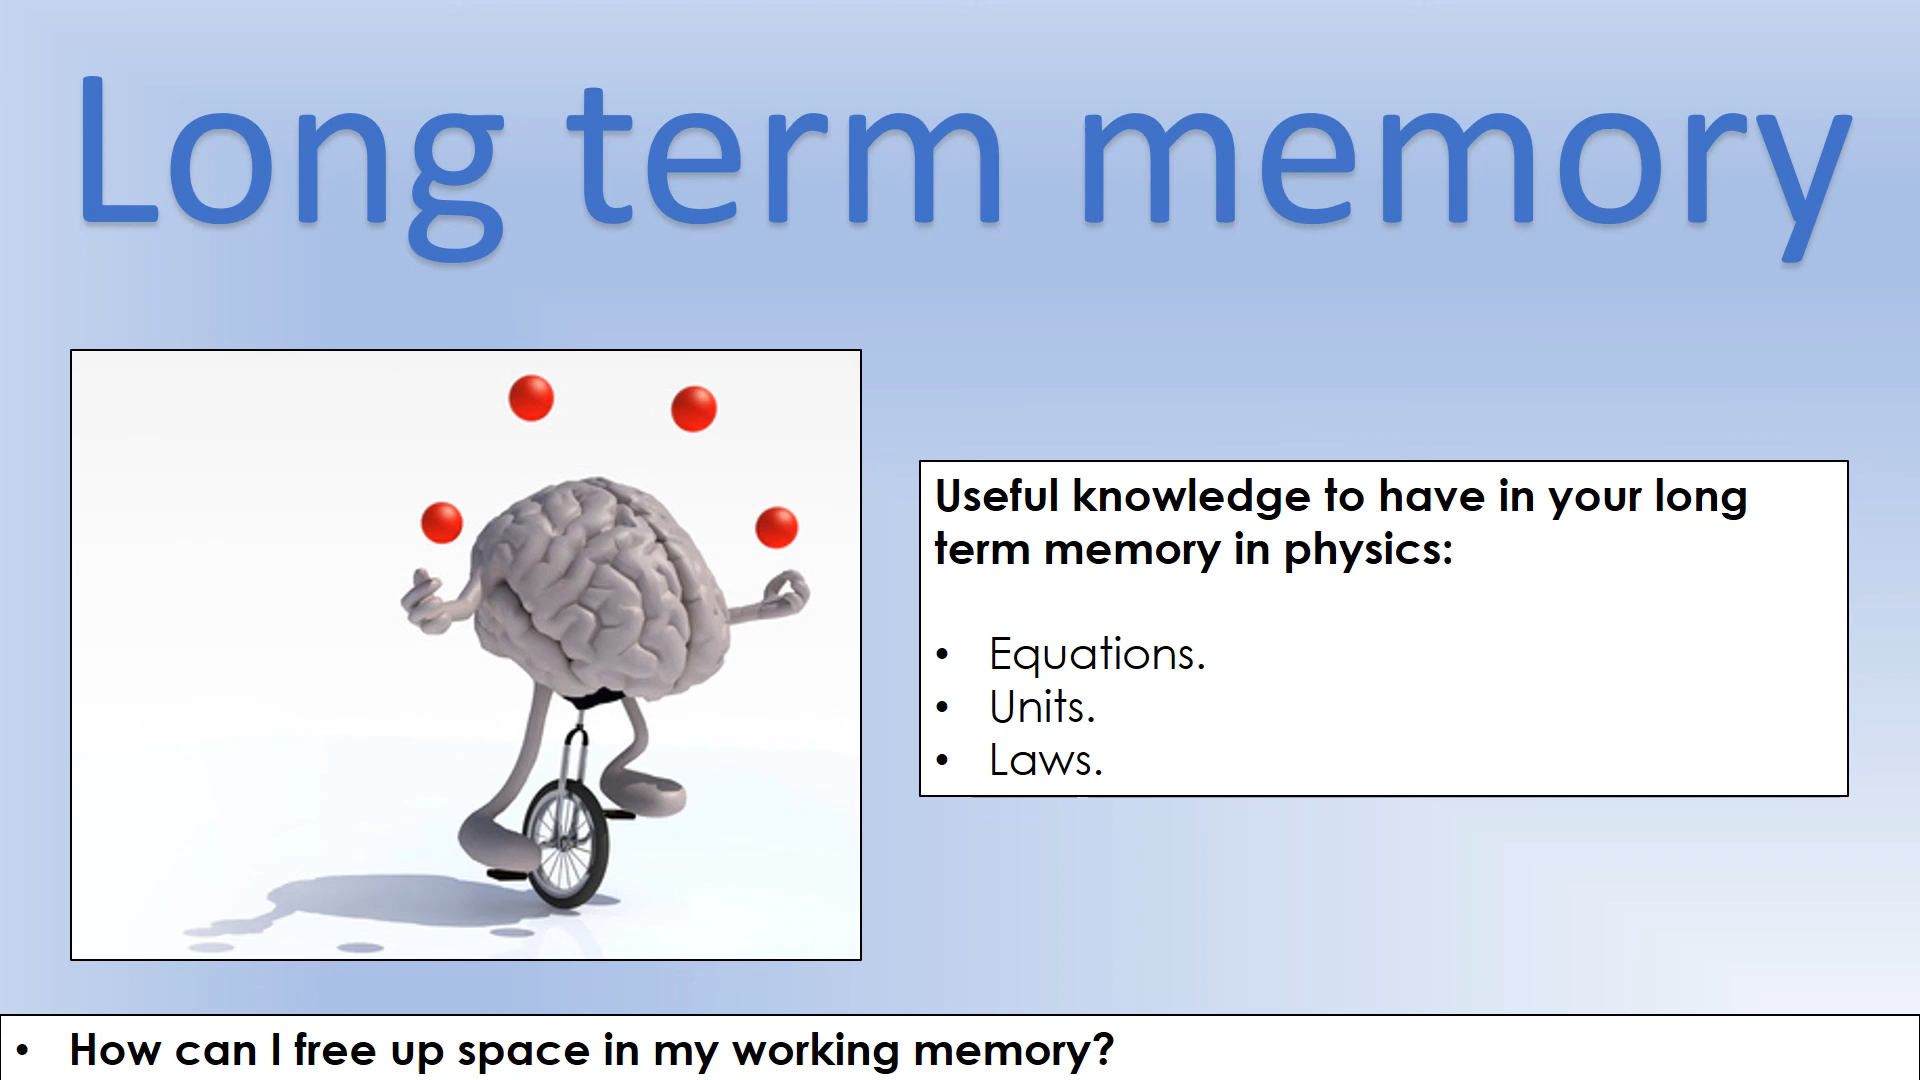 Long term memory
Useful knowledge to have in your long
term memory in physics:
• Equations.
• Units.
• Laws.
• How can I free up space in my working memory?